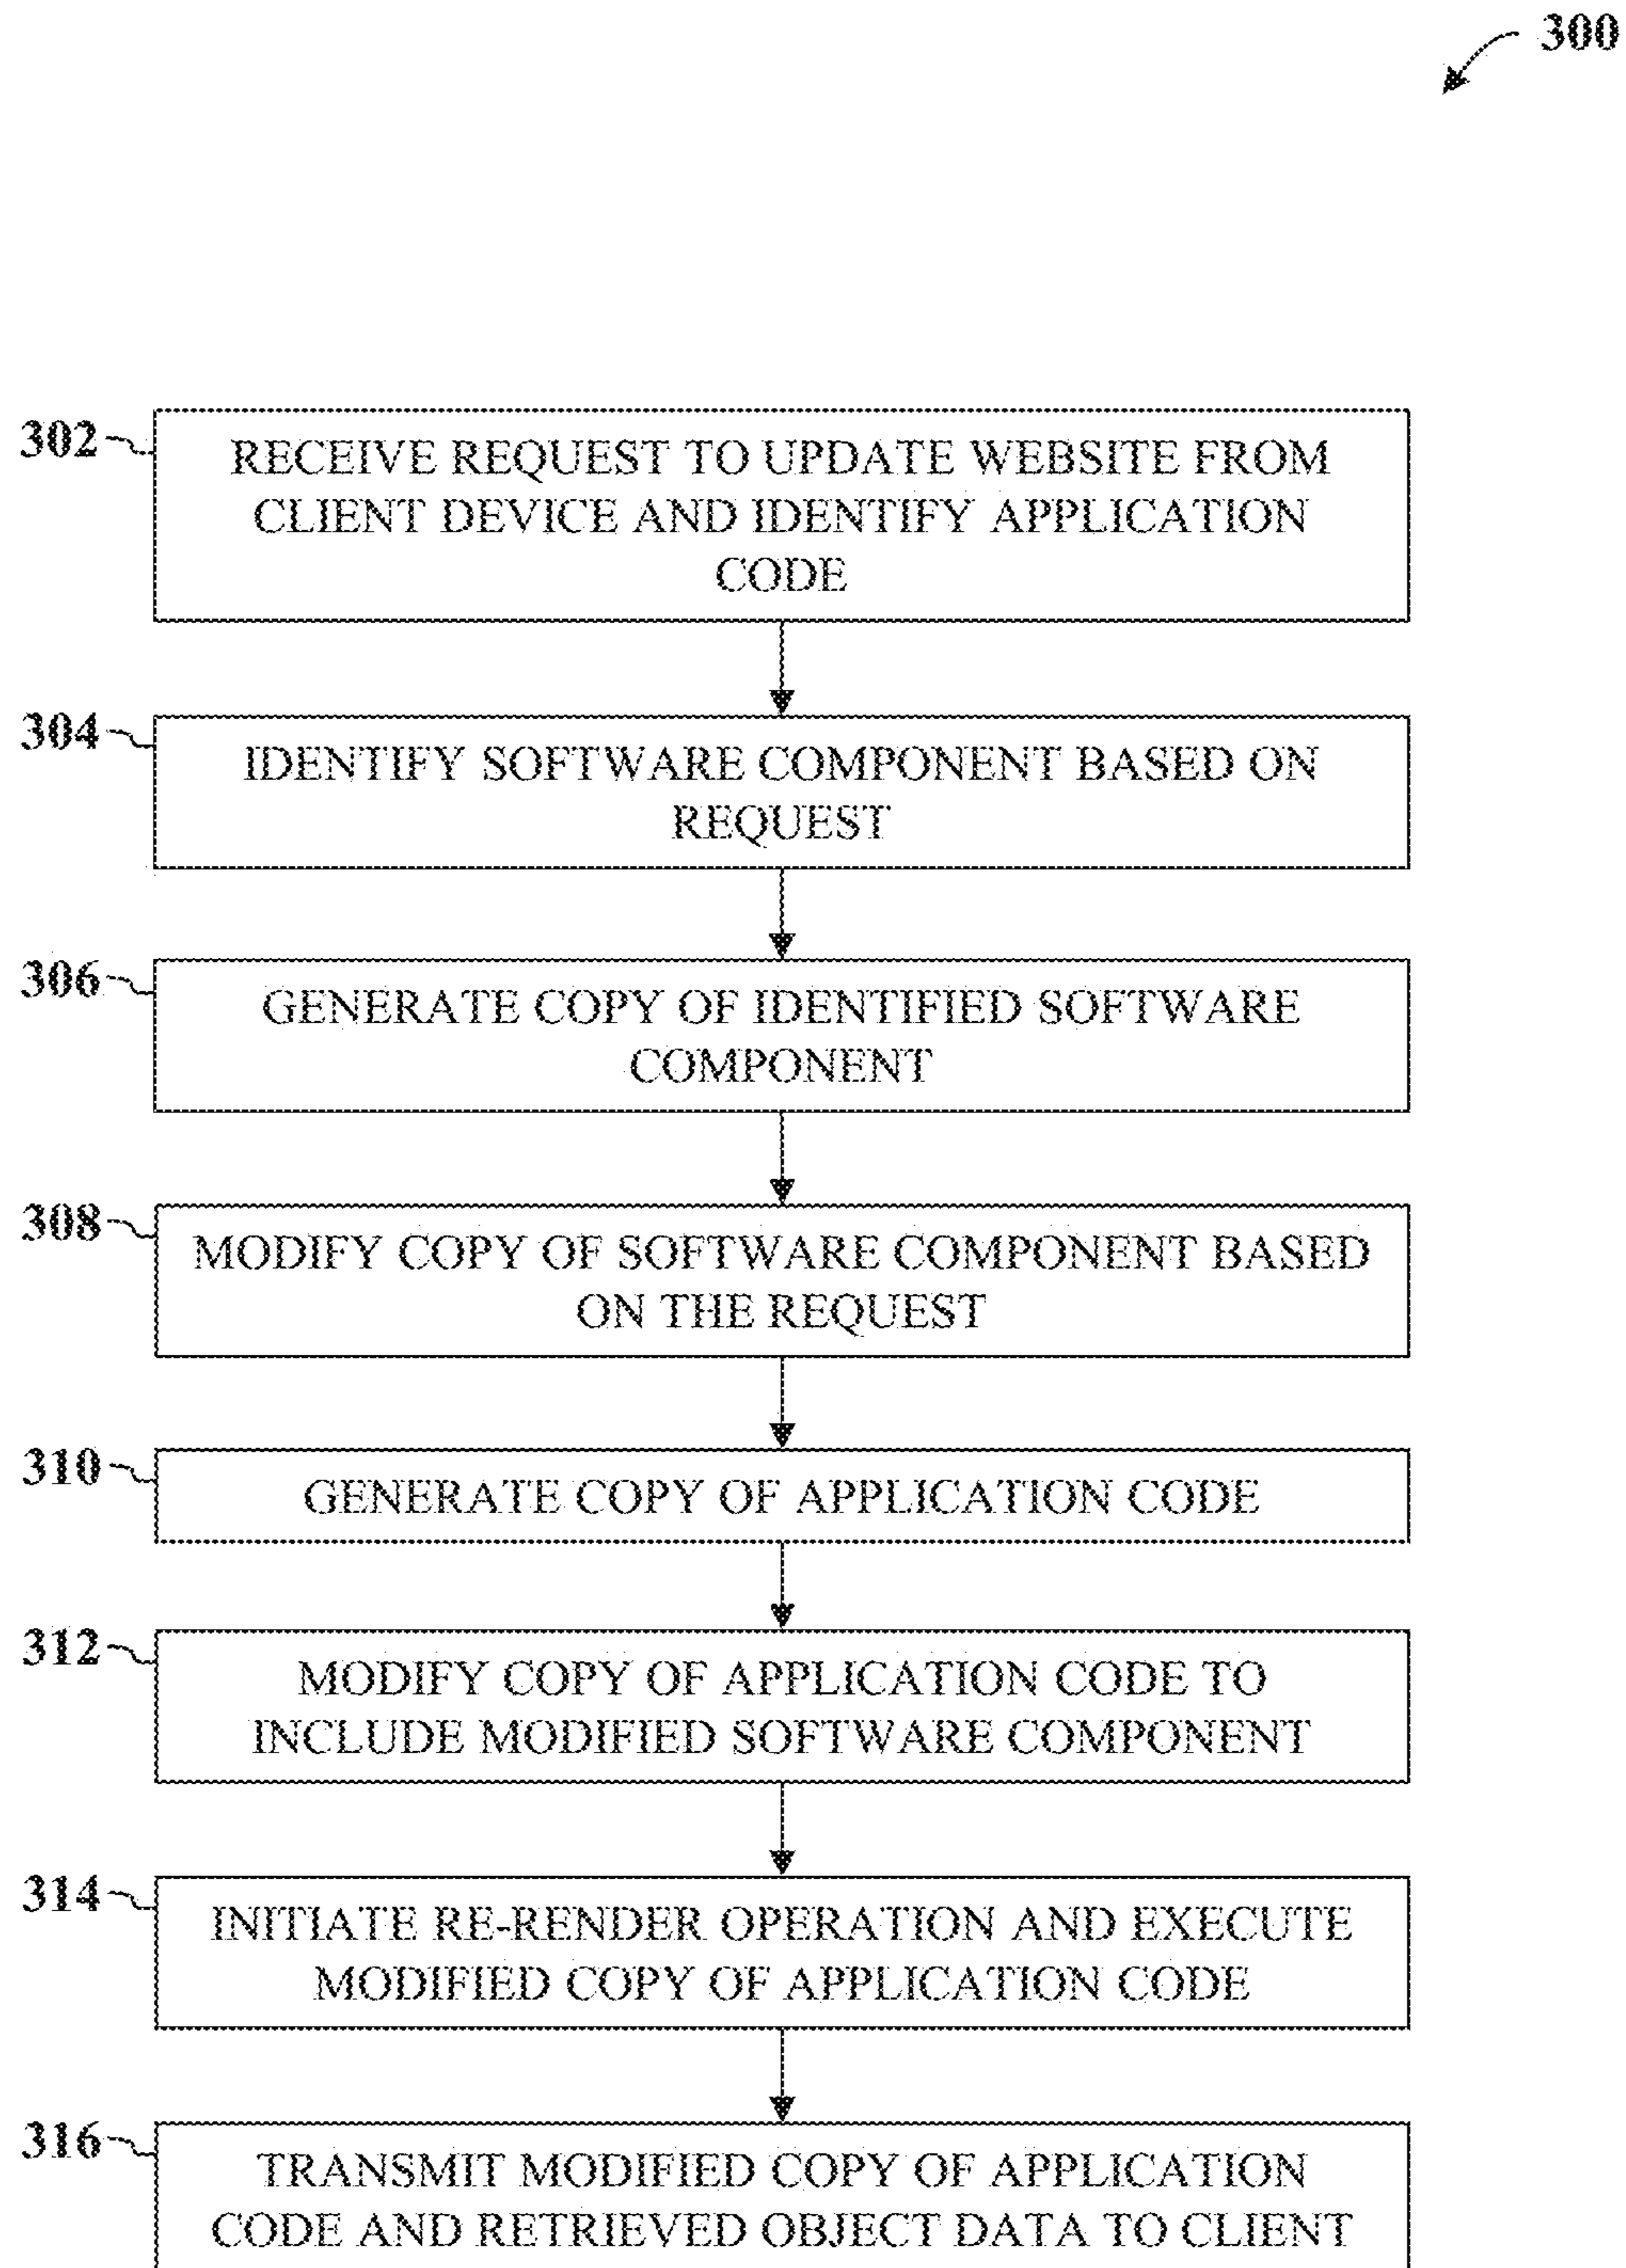 300
302
RECEIVE REQUEST TO UPDATE WEBSITE FROM
CLIENT DEVICE AND IDENTIFY APPLICATION
CODE
304
IDENTIFY SOFTWARE COMPONENT BASED ON
REQUEST
306
GENERATE COPY OF IDENTIFIED SOFTWARE
COMPONENT
308
MODIFY COPY OF SOFTWARE COMPONENT BASED
ON THE REQUEST
310
GENERATE COPY OF APPLICATION CODE
312
MODIFY COPY OF APPLICATION CODE TO
INCLUDE MODIFIED SOFTWARE COMPONENT
314
INITIATE RE-RENDER OPERATION AND EXECUTE
MODIFIED COPY OF APPLICATION CODE
316
TRANSMIT MODIFIED COPY OF APPLICATION
CODE AND RETRIEVED OBJECT DATA TO CLIENT